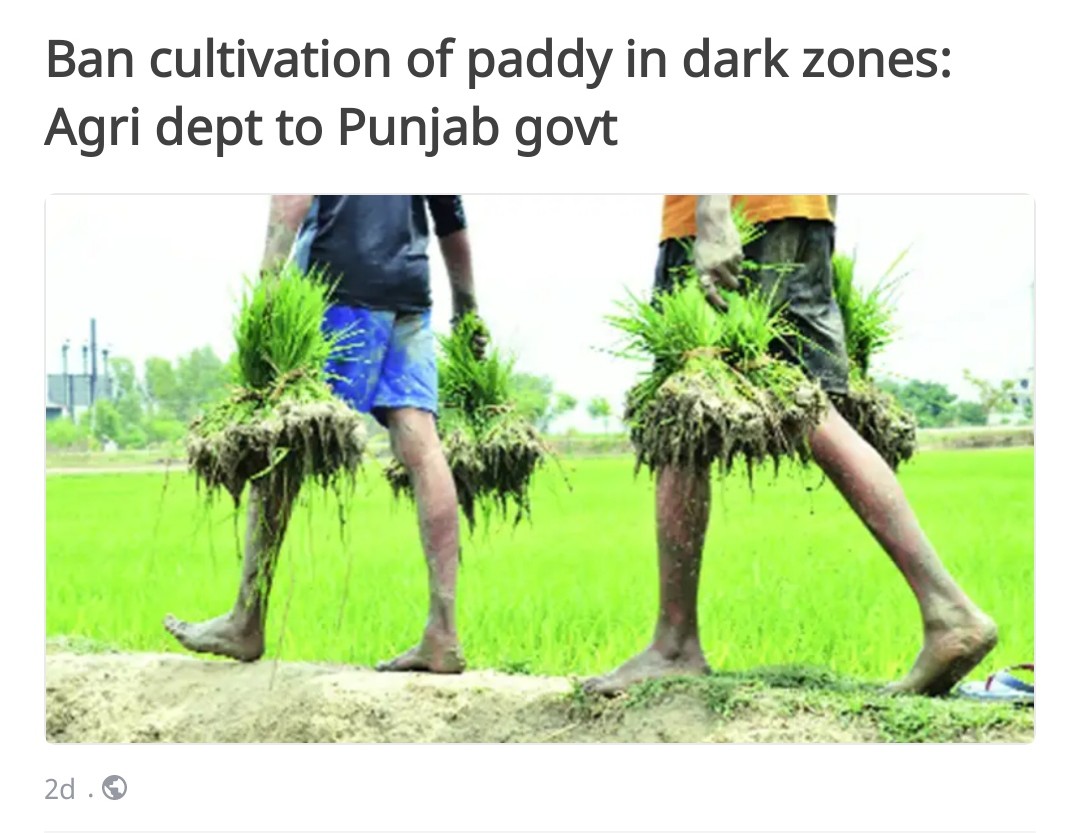 Ban cultivation of paddy in dark zones:
Agri dept to Punjab govt
2d .